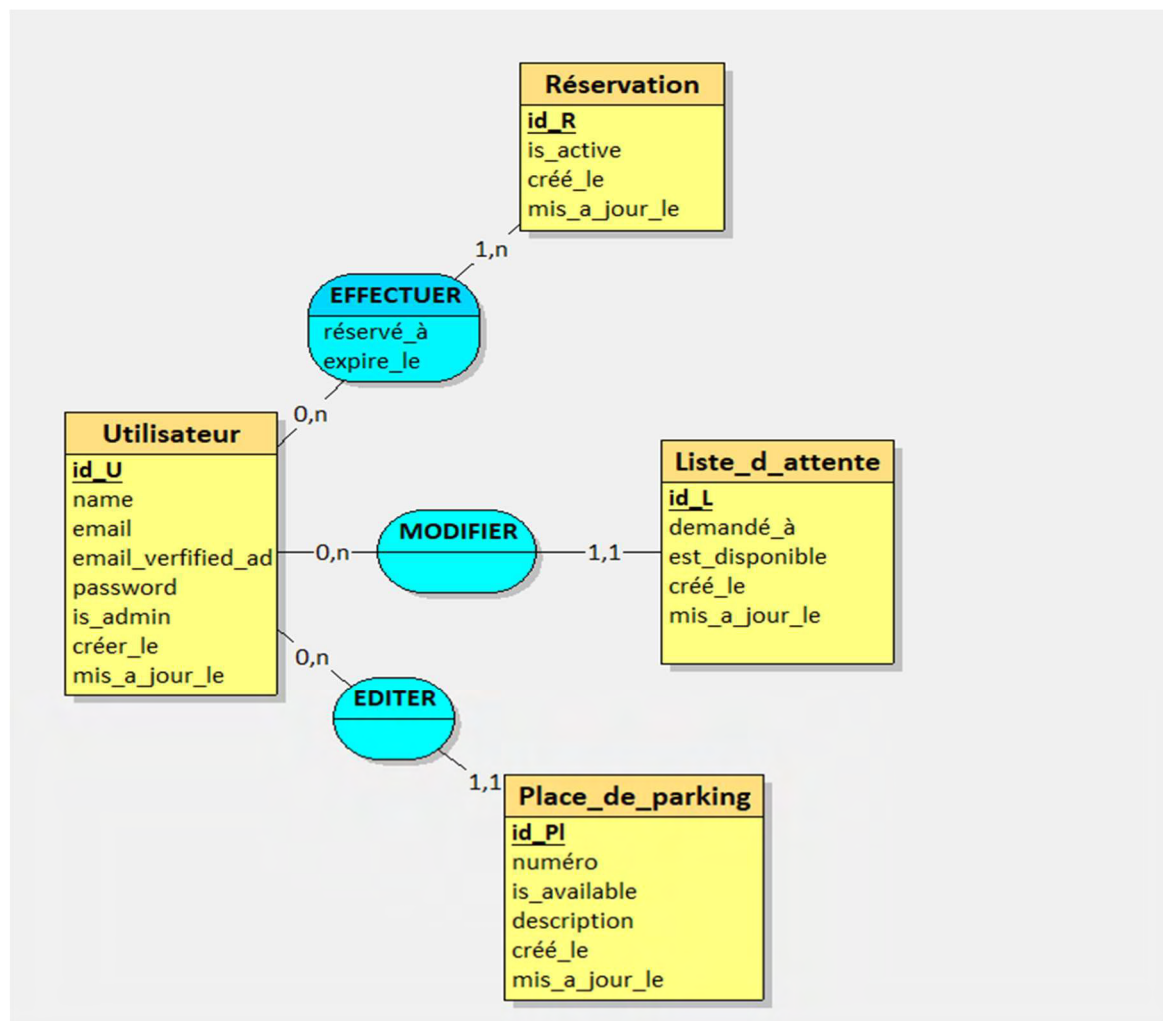 Réservation
id_R
is_active
créé_le
mis_a_jour_le
1,n
EFFECTUER
réservé_à
expire_le
0,n
Utilisateur
id_U
name
email
email_verfified_ad
password
is_admin
créer_le
mis_a_jour_le
0,n
MODIFIER
1,1
Liste_d_attente
id_L
demandé_à
est_disponible
créé_le
mis_a_jour_le
0,n
EDITER
1,1
Place_de_parking
id_Pl
numéro
is_available
description
créé_le
mis_a_jour_le